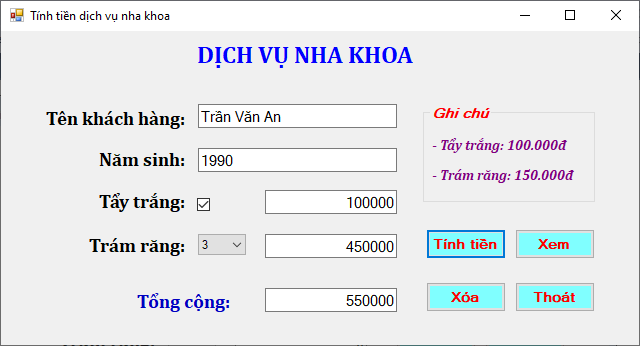 Tính tiền dịch vụ nha khoa
DỊCH VỤ NHA KHOA
Tên khách hàng: Trần Văn An
Năm sinh: 1990
Tẩy trắng: 100000
Trám răng: 3 450000
Tổng cộng: 550000
Ghi chú
- Tẩy trắng: 100.000đ
- Trám răng: 150.000đ
Tính tiền Xem
Xóa Thoát